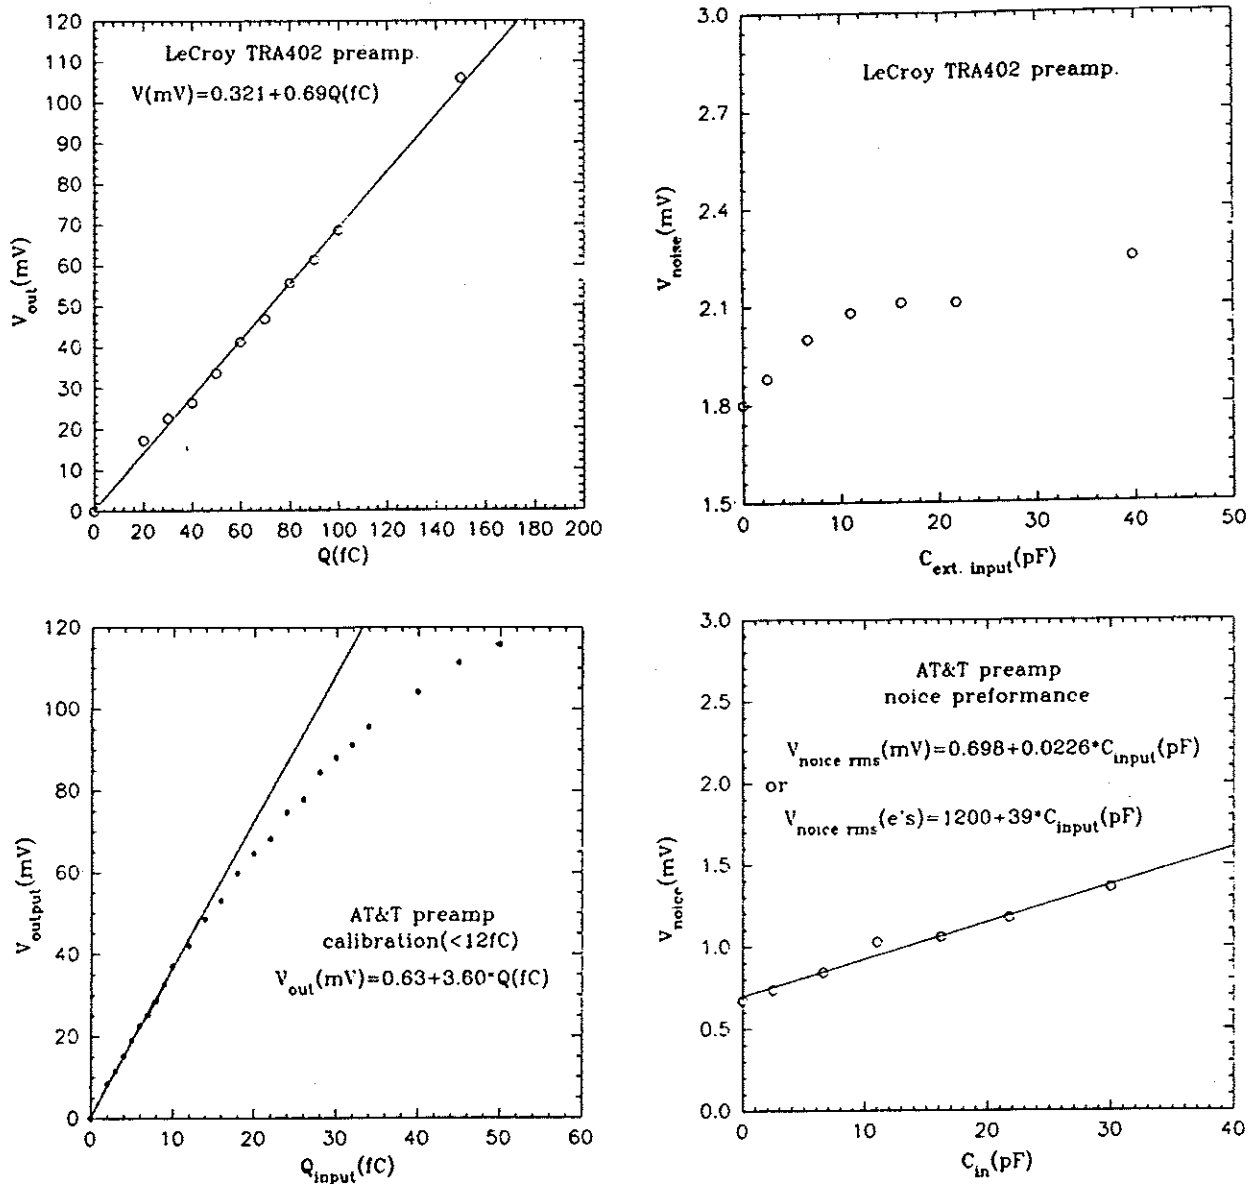 120
110
100
90
80
70
60
50
40
30
20
10
0
V_out(mV)
LeCroy TRA402 preamp.
V(mV)=0.321+0.69Q(fC)
0 20 40 60 80 100 120 140 160 180 200
Q(fC)
3.0
2.7
2.4
2.1
1.8
1.5
V_noise(mV)
LeCroy TRA402 preamp.
0 10 20 30 40 50
C_ext. input(pF)
120
100
80
60
40
20
0
V_output(mV)
AT&T preamp
calibration(<12fC)
V_out(mV)=0.63+3.60*Q(fC)
0 10 20 30 40 50 60
Q_input(fC)
3.0
2.5
2.0
1.5
1.0
0.5
0.0
V_noice(mV)
AT&T preamp
noice preformance
V_noice rms(mV)=0.698+0.0226*C_input(pF)
or
V_noice rms(e's)=1200+39*C_input(pF)
0 10 20 30 40
C_in(pF)